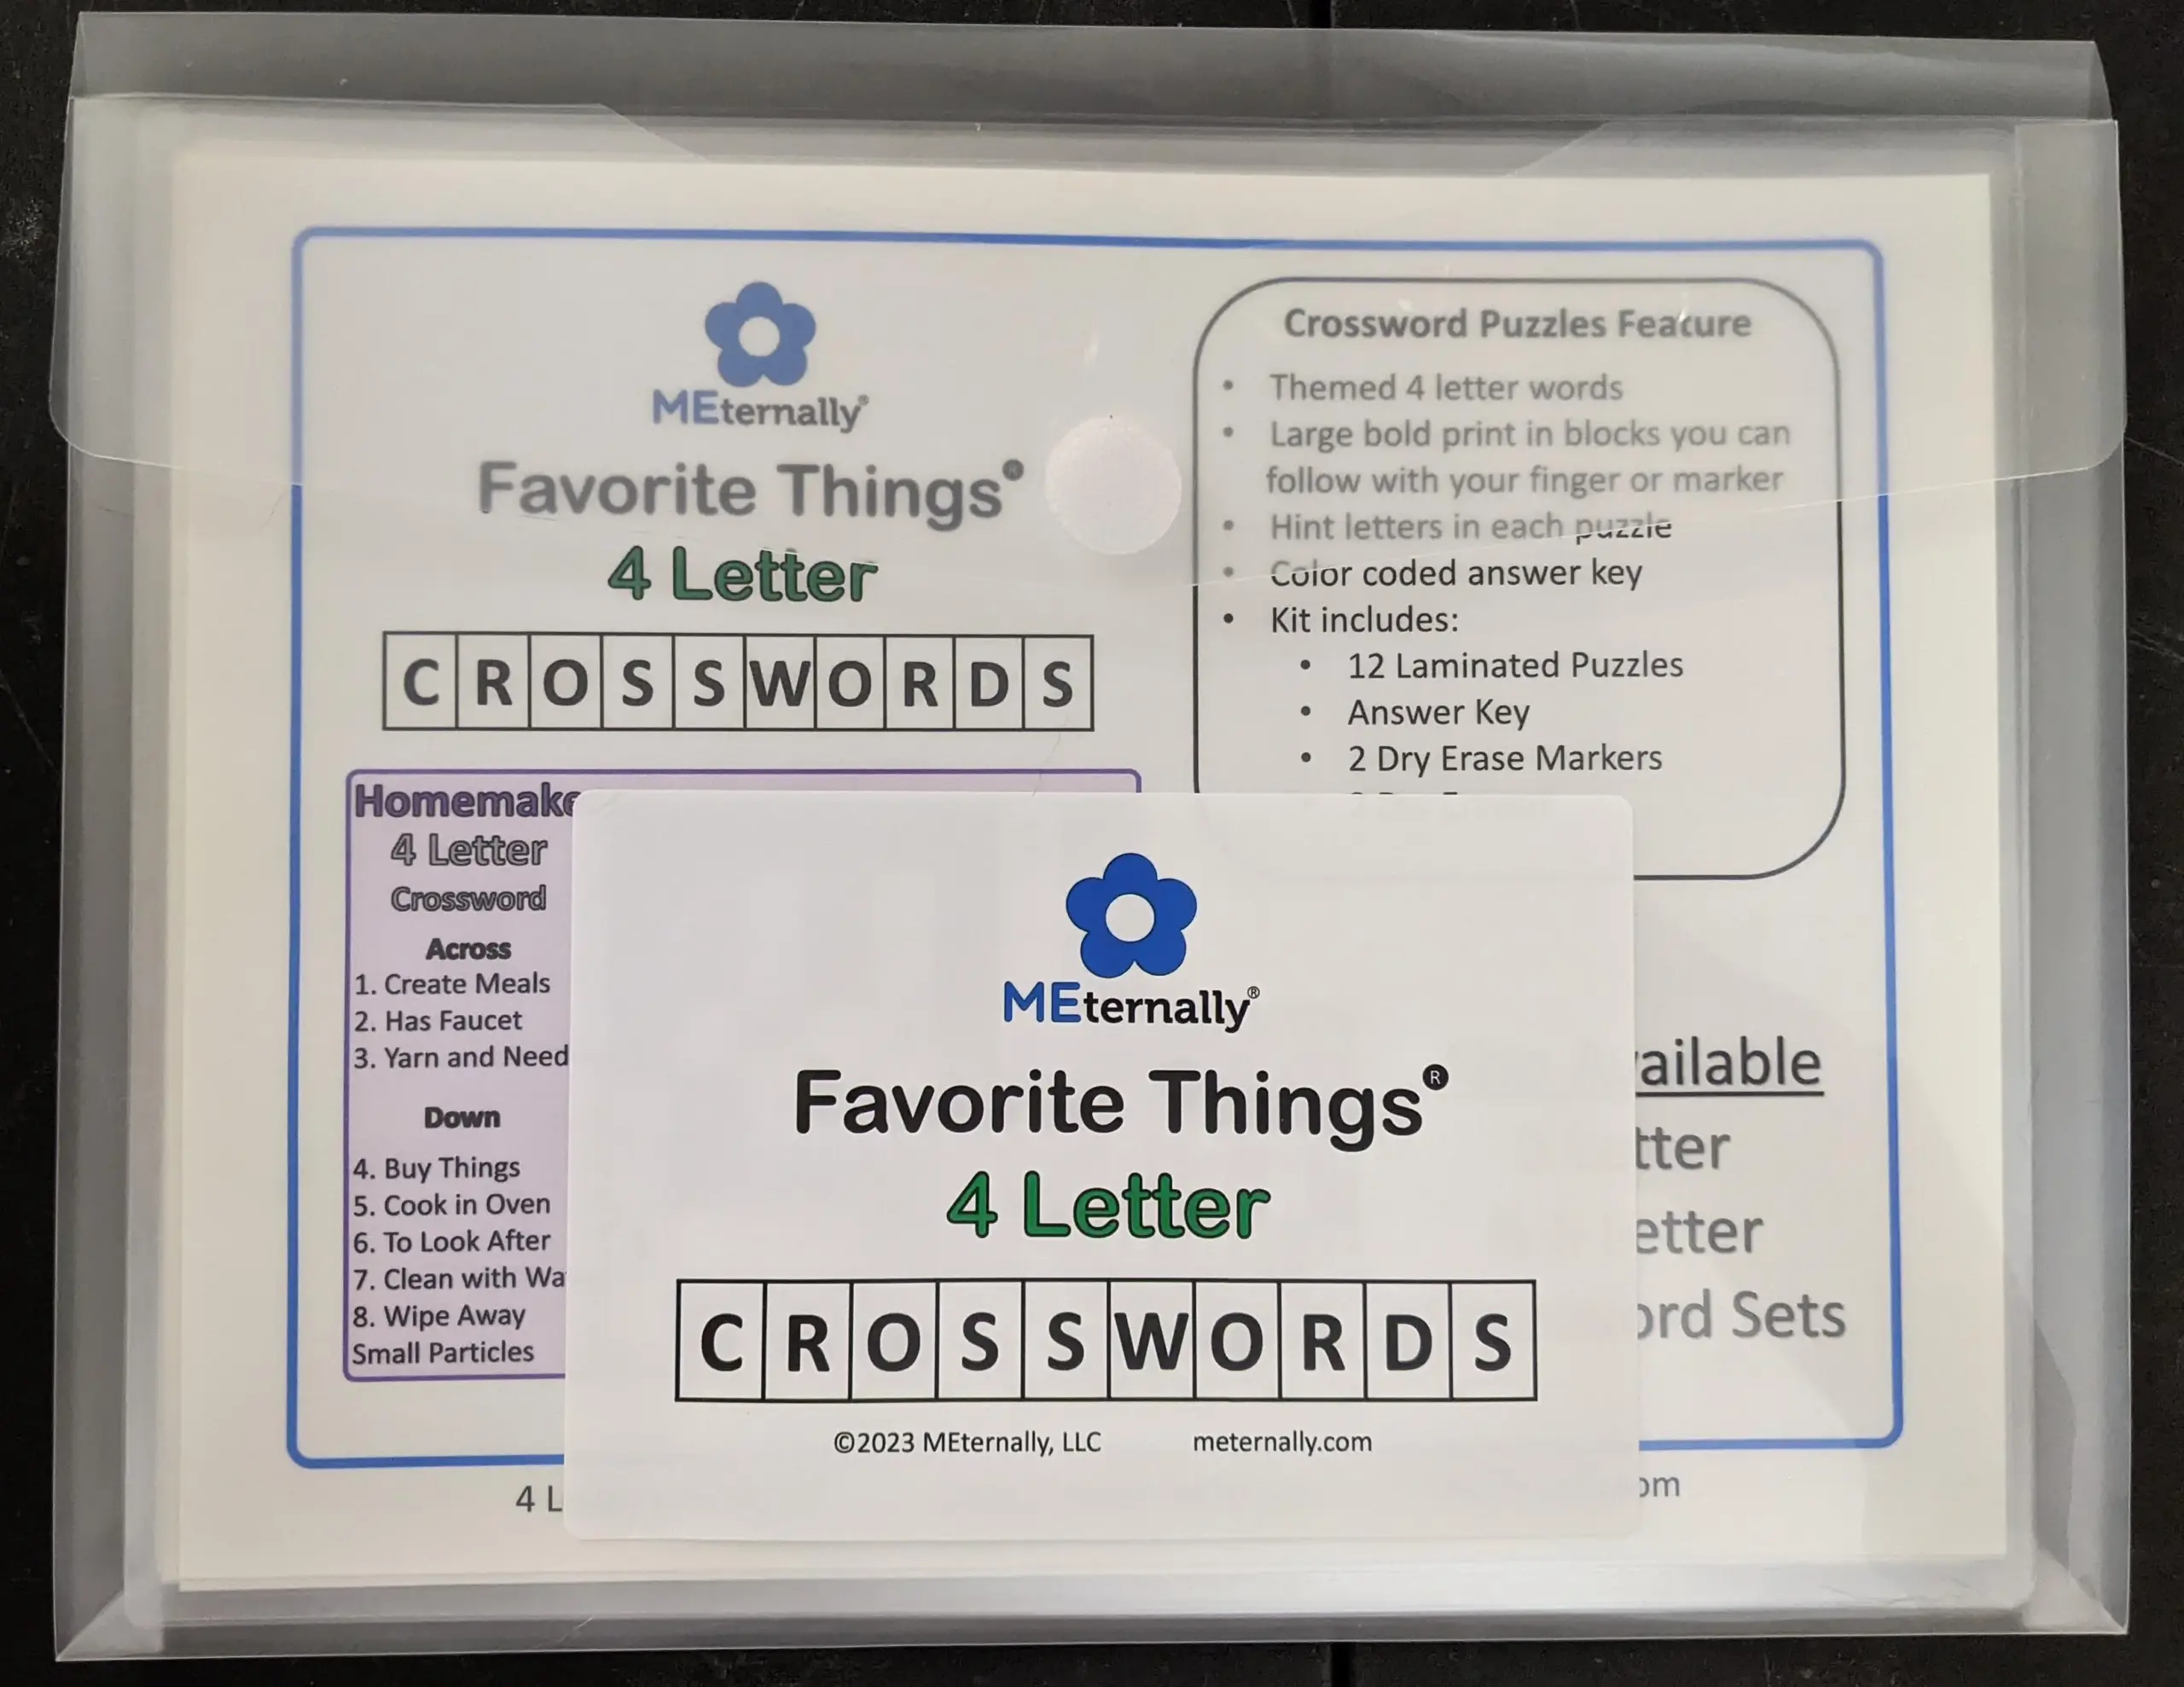 MEternally®
Favorite Things®
4 Letter
CROSSWORDS
Crossword Puzzles Feature
• Themed 4 letter words
• Large bold print in blocks you can
follow with your finger or marker
• Hint letters in each puzzle
• Color coded answer key
• Kit includes:
• 12 Laminated Puzzles
• Answer Key
• 2 Dry Erase Markers
Homemake
4 Letter
Crossword
Across
1. Create Meals
2. Has Faucet
3. Yarn and Need
Down
4. Buy Things
5. Cook in Oven
6. To Look After
7. Clean with Wa
8. Wipe Away
Small Particles
4 L
ailable
tter
etter
ord Sets
om
MEternally®
Favorite Things®
4 Letter
CROSSWORDS
©2023 MEternally, LLC meternally.com